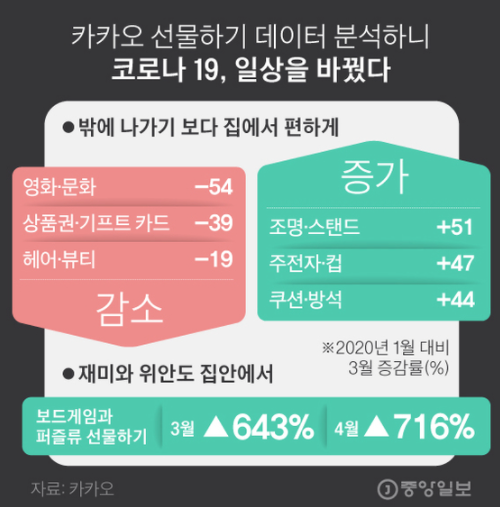 카카오 선물하기 데이터 분석하니
코로나 19, 일상을 바꿨다
●밖에 나가기 보다 집에서 편하게
영화·문화 -54
상품권·기프트 카드 -39
헤어·뷰티 -19
감소
증가
조명·스탠드 +51
주전자·컵 +47
쿠션·방석 +44
※2020년 1월 대비
3월 증감률(%)
●재미와 위안도 집안에서
보드게임과
퍼즐류 선물하기
3월 ▲643%
4월 ▲716%
자료: 카카오
J 중앙일보